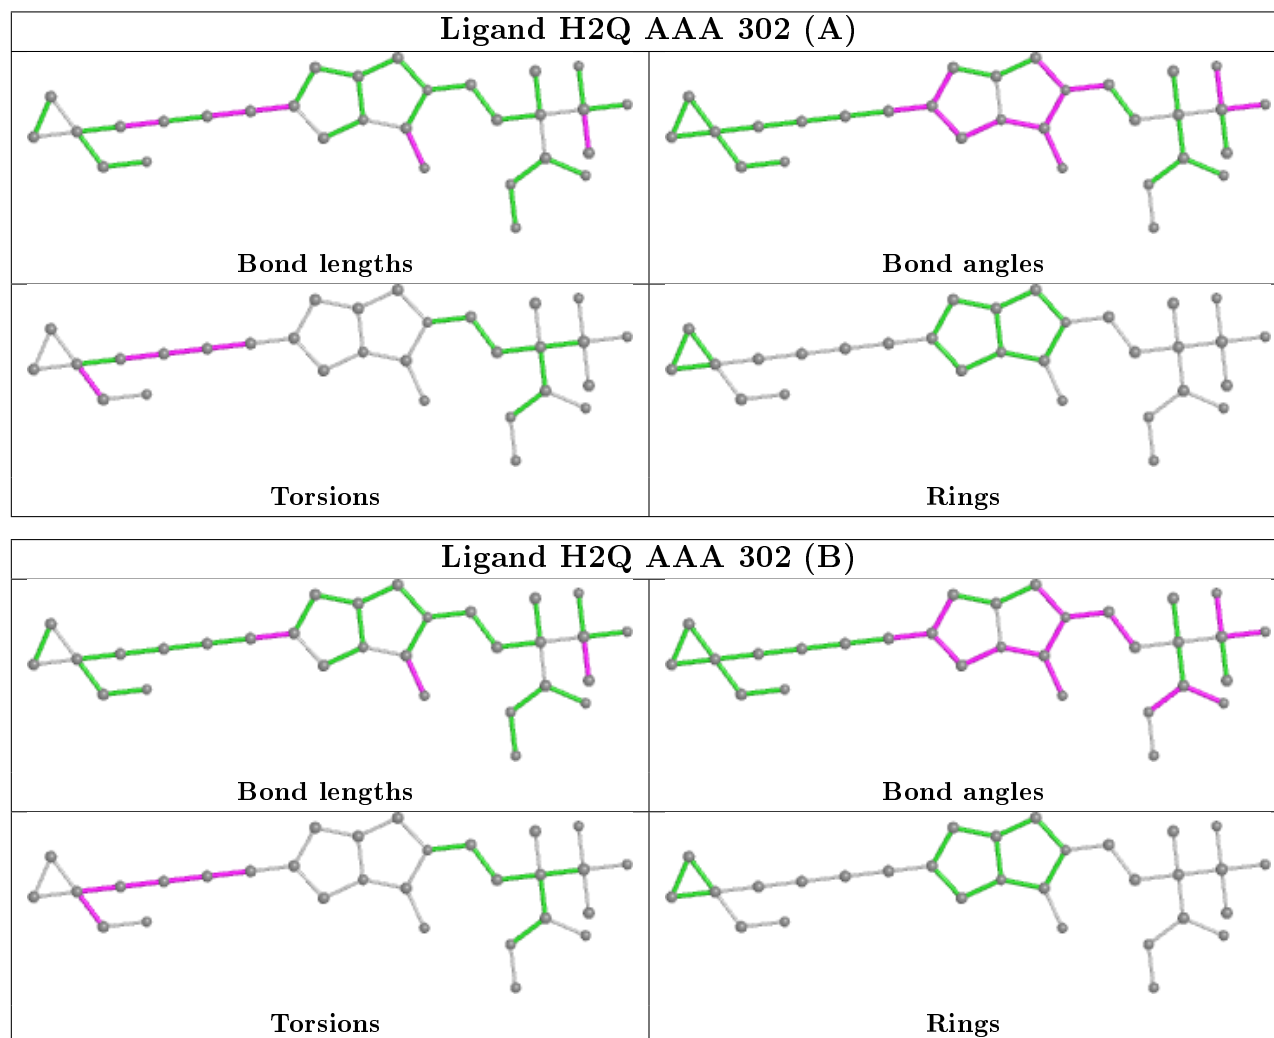 Ligand H2Q AAA 302 (A)
Bond lengths
Bond angles
Torsions
Rings
Ligand H2Q AAA 302 (B)
Bond lengths
Bond angles
Torsions
Rings